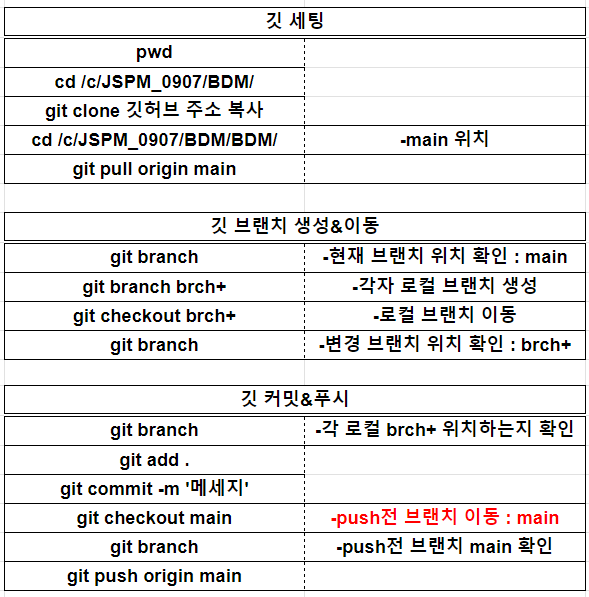 깃 세팅
pwd
cd /c/JSPM_0907/BDM/
git clone 깃허브 주소 복사
cd /c/JSPM_0907/BDM/BDM/ -main 위치
git pull origin main
깃 브랜치 생성&이동
git branch -현재 브랜치 위치 확인 : main
git branch brch+ -각자 로컬 브랜치 생성
git checkout brch+ -로컬 브랜치 이동
git branch -변경 브랜치 위치 확인 : brch+
깃 커밋&푸시
git branch -각 로컬 brch+ 위치하는지 확인
git add .
git commit -m '메세지'
git checkout main -push전 브랜치 이동 : main
git branch -push전 브랜치 main 확인
git push origin main